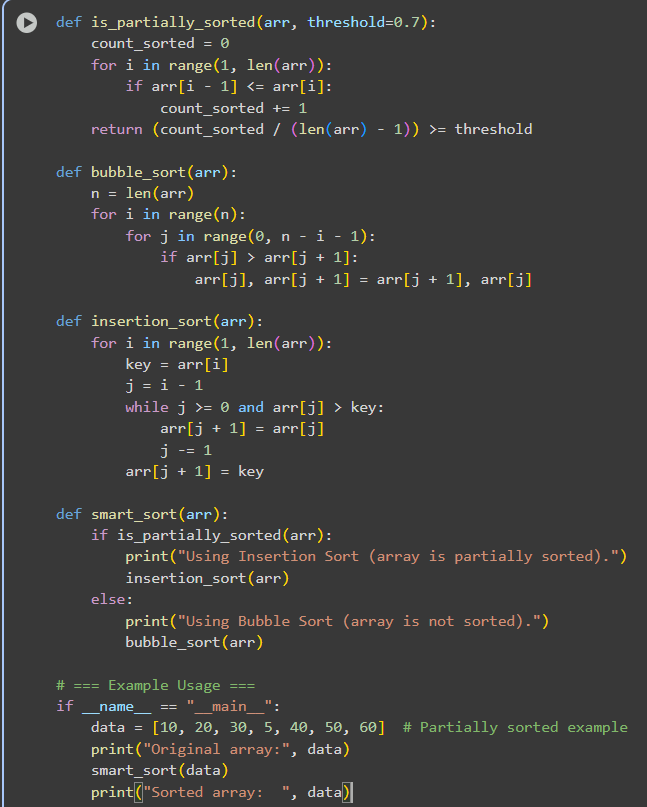 def is_partially_sorted(arr, threshold=0.7):
    count_sorted = 0
    for i in range(1, len(arr)):
        if arr[i - 1] <= arr[i]:
            count_sorted += 1
    return (count_sorted / (len(arr) - 1)) >= threshold

def bubble_sort(arr):
    n = len(arr)
    for i in range(n):
        for j in range(0, n - i - 1):
            if arr[j] > arr[j + 1]:
                arr[j], arr[j + 1] = arr[j + 1], arr[j]

def insertion_sort(arr):
    for i in range(1, len(arr)):
        key = arr[i]
        j = i - 1
        while j >= 0 and arr[j] > key:
            arr[j + 1] = arr[j]
            j -= 1
        arr[j + 1] = key

def smart_sort(arr):
    if is_partially_sorted(arr):
        print("Using Insertion Sort (array is partially sorted).")
        insertion_sort(arr)
    else:
        print("Using Bubble Sort (array is not sorted).")
        bubble_sort(arr)

# === Example Usage ===
if __name__ == "__main__":
    data = [10, 20, 30, 5, 40, 50, 60]  # Partially sorted example
    print("Original array:", data)
    smart_sort(data)
    print("Sorted array:  ", data)